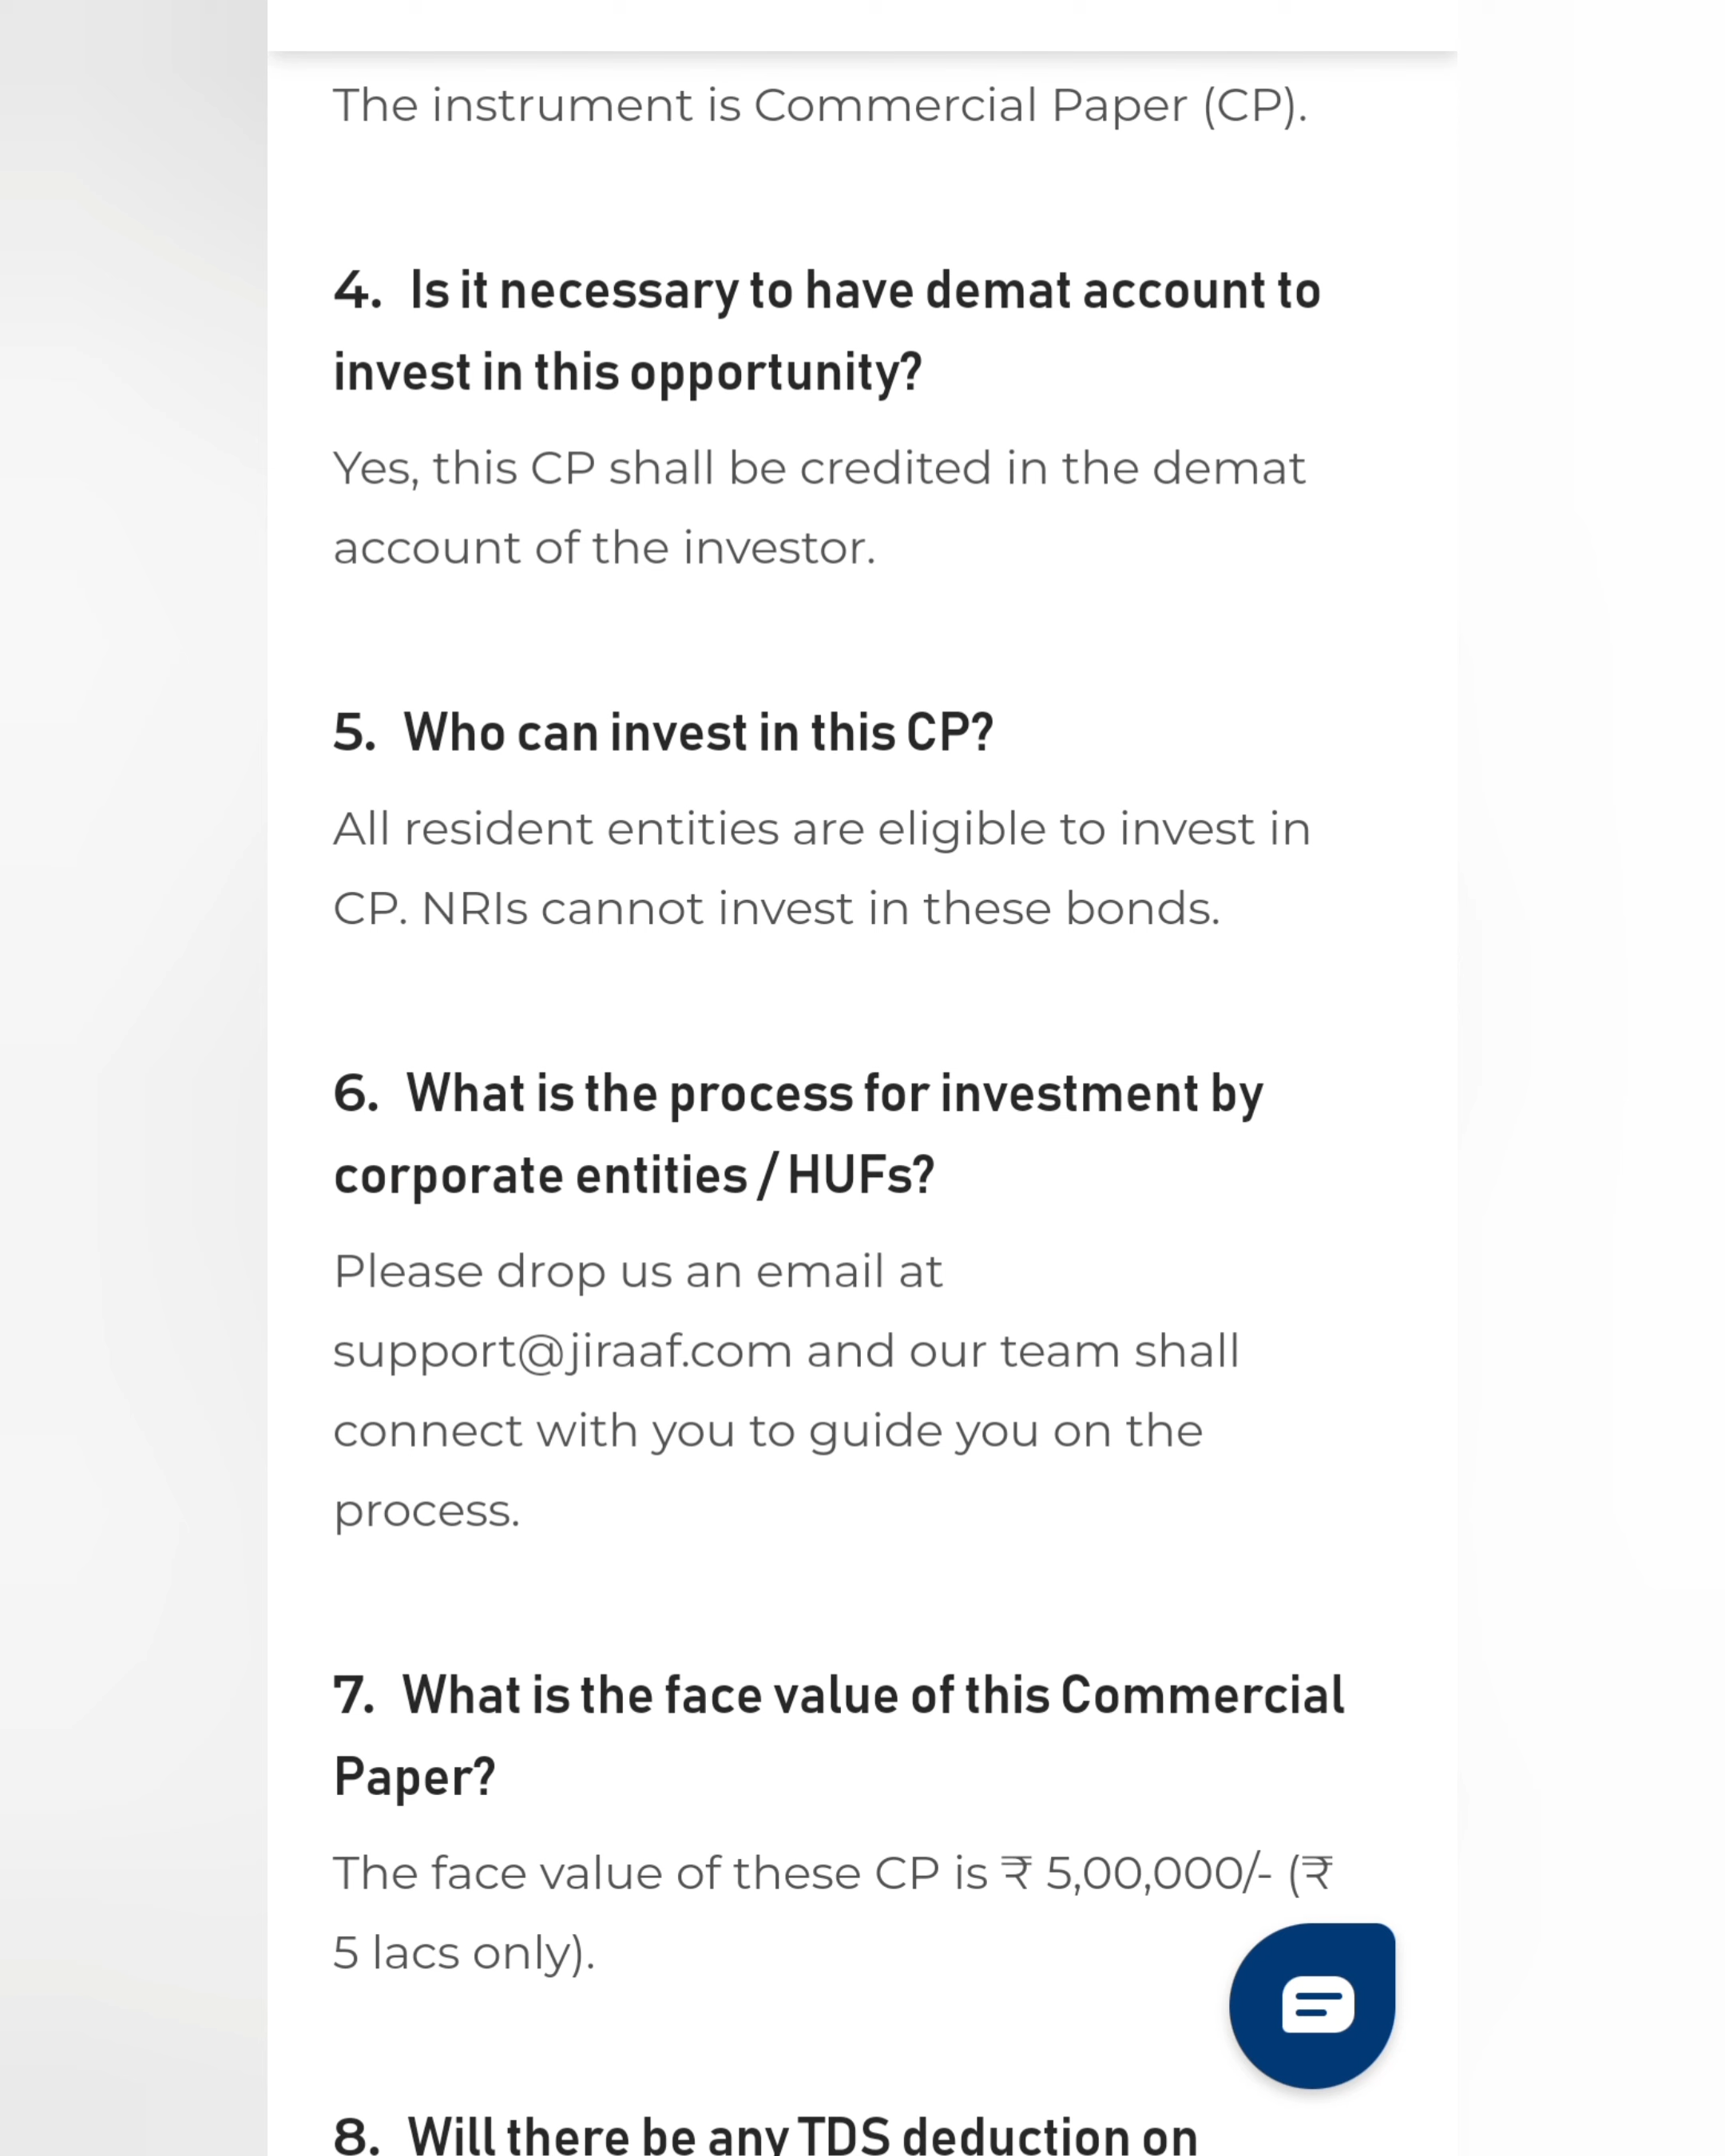 The instrument is Commercial Paper (CP).
4. Is it necessary to have demat account to
invest in this opportunity?
Yes, this CP shall be credited in the demat
account of the investor.
5. Who can invest in this CP?
All resident entities are eligible to invest in
CP. NRIs cannot invest in these bonds.
6. What is the process for investment by
corporate entities / HUFs?
Please drop us an email at
support@jiraaf.com and our team shall
connect with you to guide you on the
process.
7. What is the face value of this Commercial
Paper?
The face value of these CP is ₹ 5,00,000/- (₹
5 lacs only).
8. Will there be any TDS deduction on